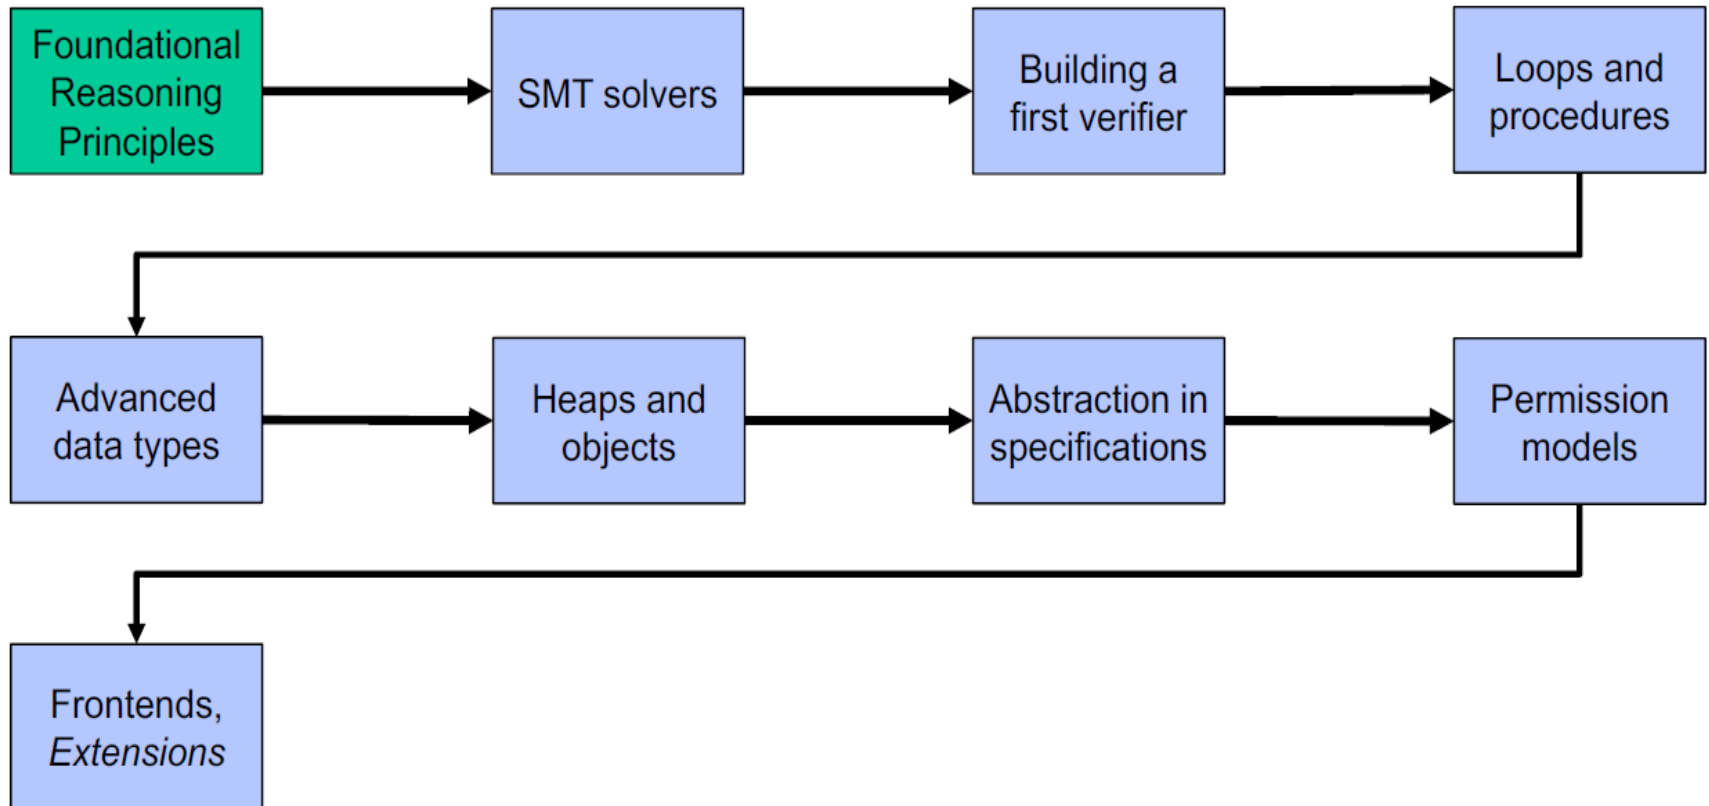 Foundational
Reasoning
Principles
SMT solvers
Building a
first verifier
Loops and
procedures
Advanced
data types
Heaps and
objects
Abstraction in
specifications
Permission
models
Frontends,
Extensions